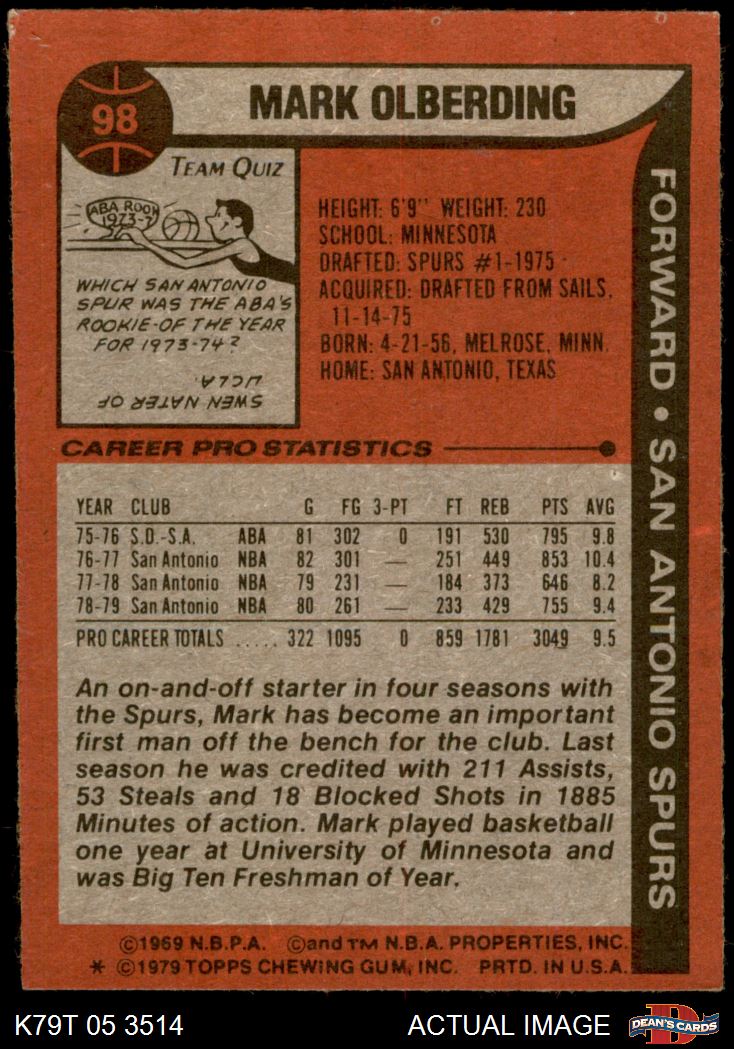 98
MARK OLBERDING
FORWARD • SAN ANTONIO SPURS
TEAM QUIZ
ABA ROOK
1973-7
WHICH SAN ANTONIO
SPUR WAS THE ABA'S
ROOKIE-OF THE YEAR
FOR 1973-74?
SWEN NATER OF
UCLA.
HEIGHT: 6'9" WEIGHT: 230
SCHOOL: MINNESOTA
DRAFTED: SPURS #1-1975
ACQUIRED: DRAFTED FROM SAILS,
11-14-75
BORN: 4-21-56, MELROSE, MINN.
HOME: SAN ANTONIO, TEXAS
CAREER PRO STATISTICS
YEAR CLUB G FG 3-PT FT REB PTS AVG
75-76 S.D.-S.A. ABA 81 302 0 191 530 795 9.8
76-77 San Antonio NBA 82 301 — 251 449 853 10.4
77-78 San Antonio NBA 79 231 — 184 373 646 8.2
78-79 San Antonio NBA 80 261 — 233 429 755 9.4
PRO CAREER TOTALS ..... 322 1095 0 859 1781 3049 9.5
An on-and-off starter in four seasons with
the Spurs, Mark has become an important
first man off the bench for the club. Last
season he was credited with 211 Assists,
53 Steals and 18 Blocked Shots in 1885
Minutes of action. Mark played basketball
one year at University of Minnesota and
was Big Ten Freshman of Year.
©1969 N.B.P.A. ©and TM N.B.A. PROPERTIES, INC.
* ©1979 TOPPS CHEWING GUM, INC. PRTD. IN U.S.A.
K79T 05 3514 ACTUAL IMAGE DEAN'S CARDS